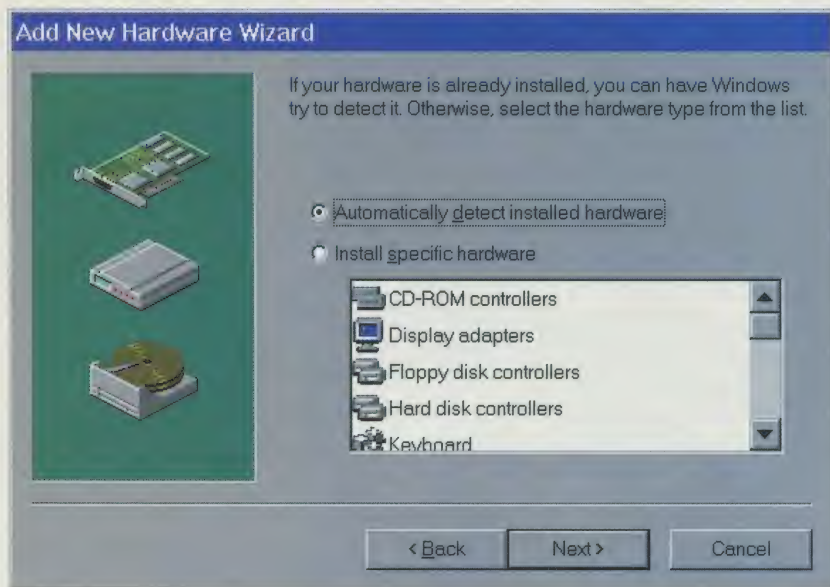 Add New Hardware Wizard
If your hardware is already installed, you can have Windows
try to detect it. Otherwise, select the hardware type from the list.
Automatically detect installed hardware
Install specific hardware
CD-ROM controllers
Display adapters
Floppy disk controllers
Hard disk controllers
Keyboard
< Back
Next >
Cancel